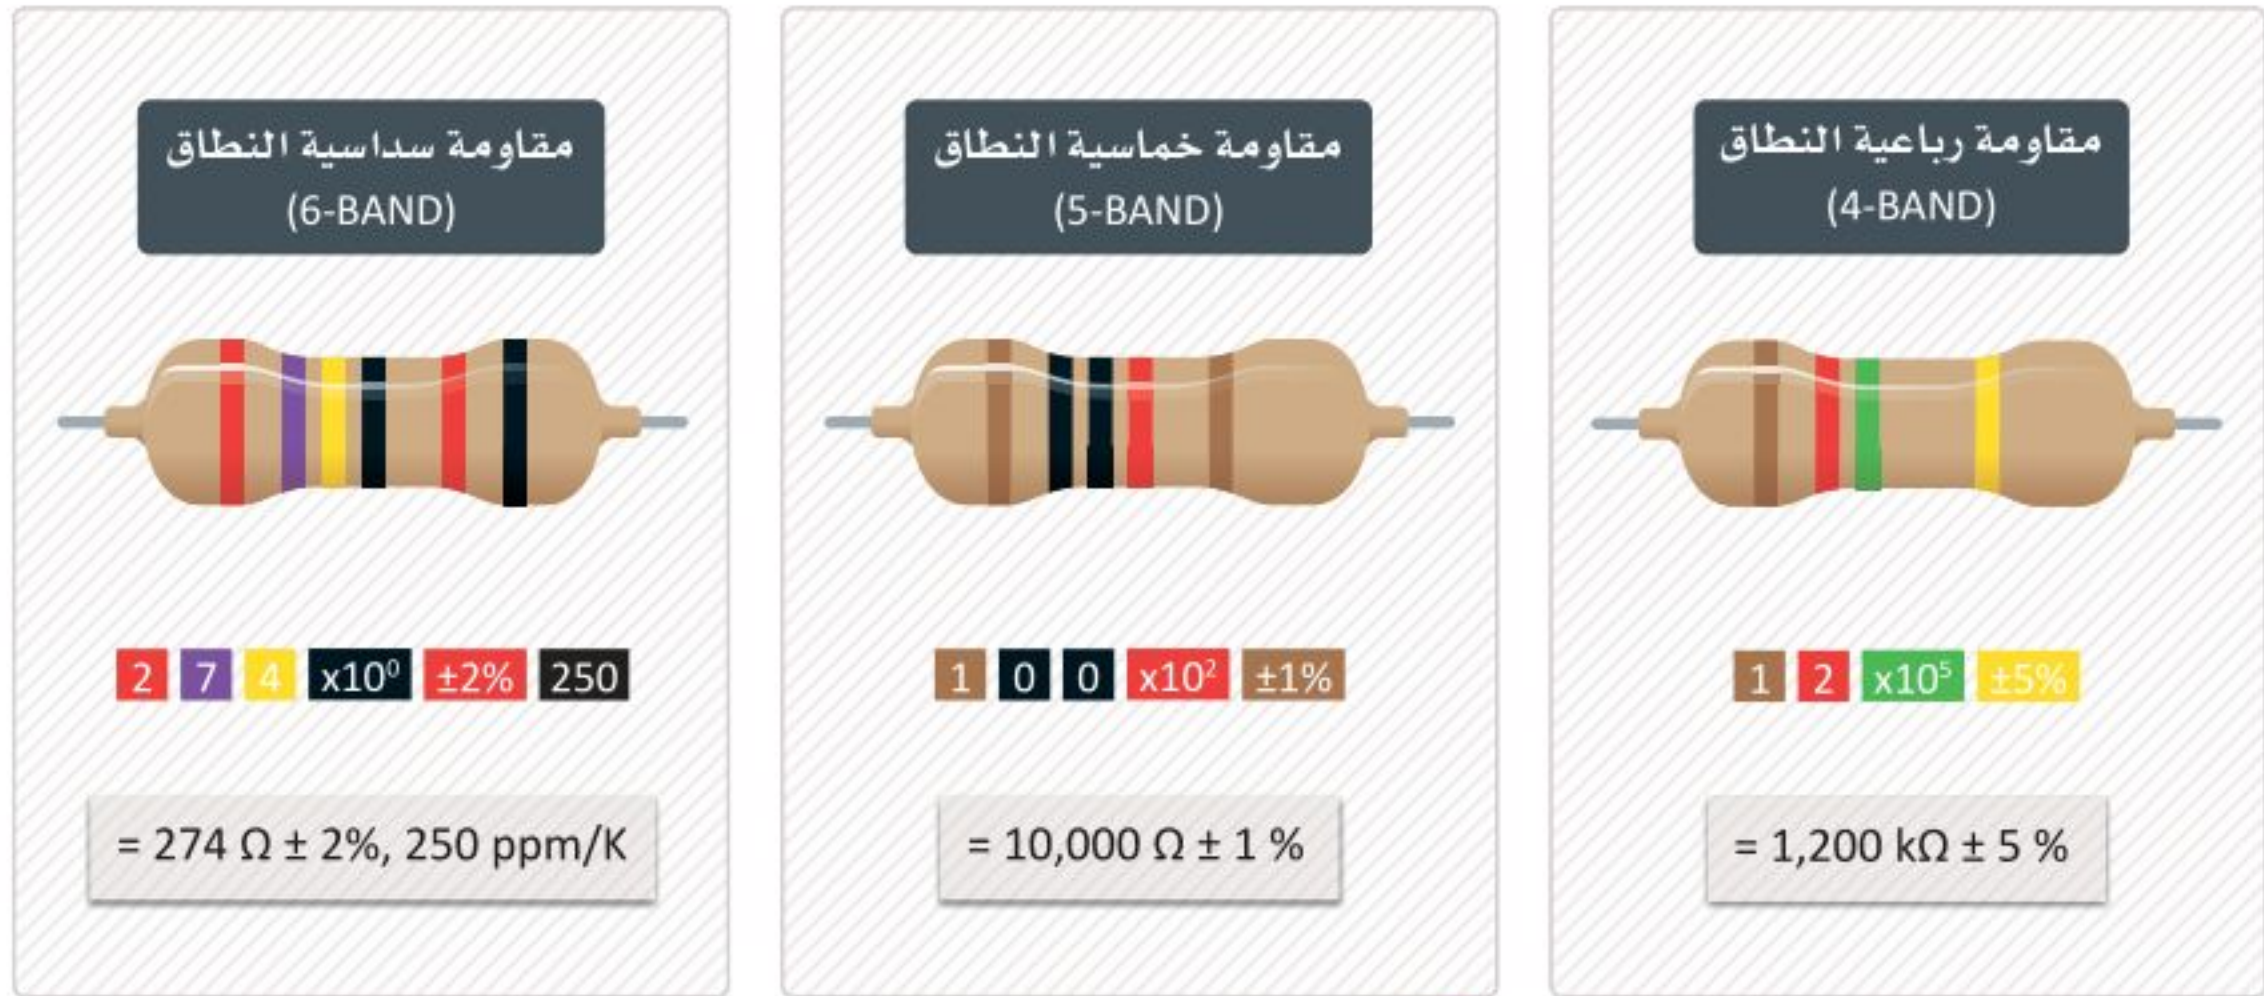 مقاومة رباعية النطاق
(4-BAND)
1 2 x10⁵ ±5%
= 1,200 kΩ ± 5 %
مقاومة خماسية النطاق
(5-BAND)
1 0 0 x10² ±1%
= 10,000 Ω ± 1 %
مقاومة سداسية النطاق
(6-BAND)
2 7 4 x10⁰ ±2% 250
= 274 Ω ± 2%, 250 ppm/K